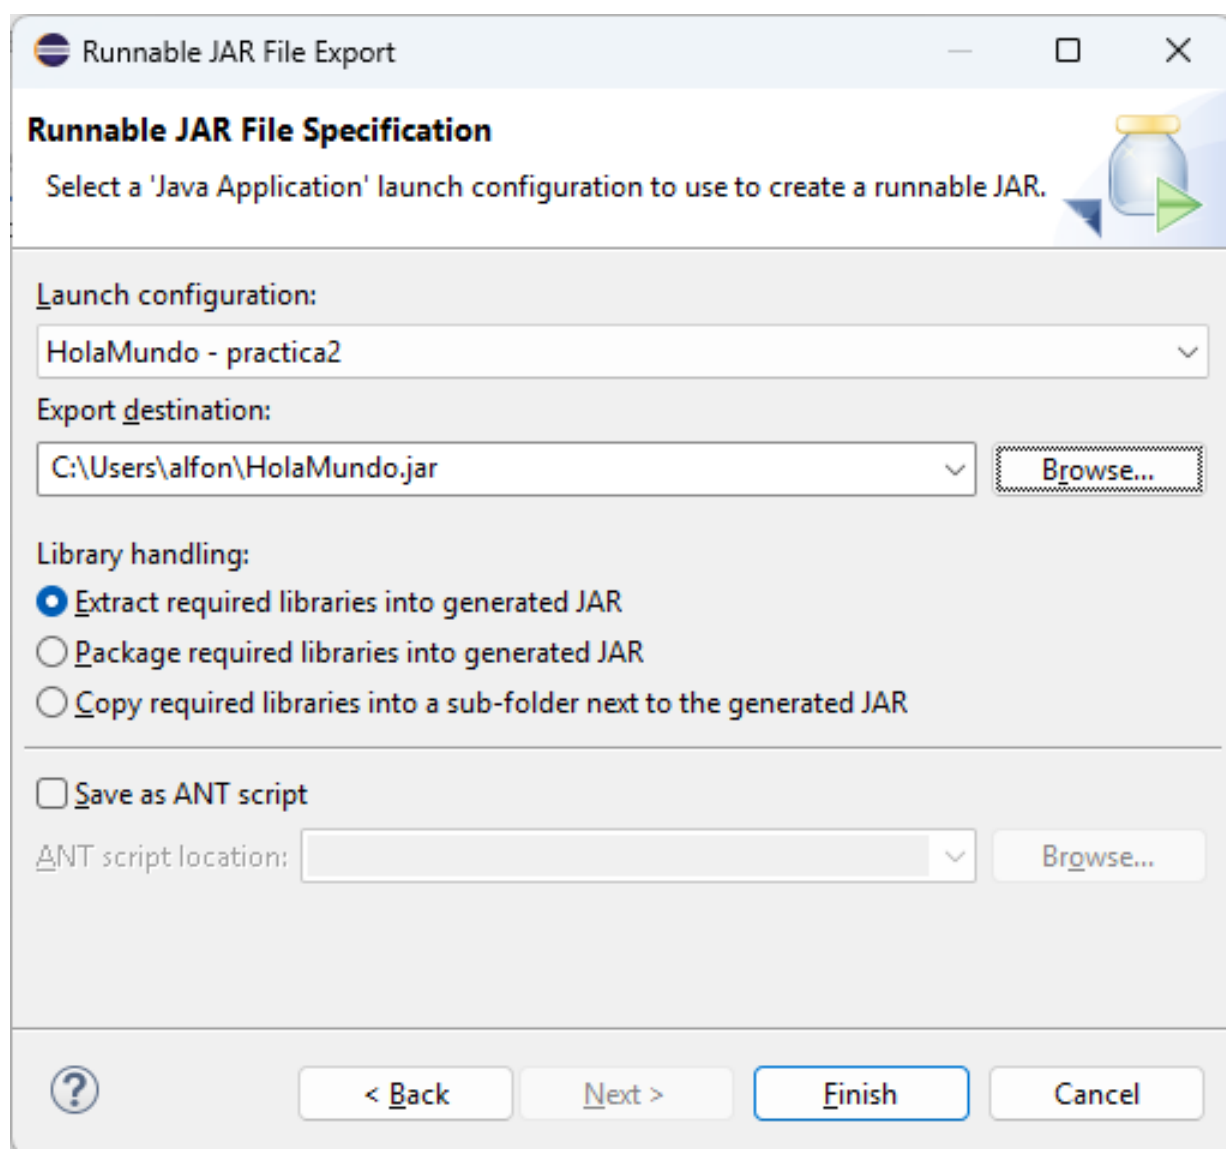 Runnable JAR File Export
Runnable JAR File Specification
Select a 'Java Application' launch configuration to use to create a runnable JAR.
Launch configuration:
HolaMundo - practica2
Export destination:
C:\Users\alfon\HolaMundo.jar
Browse...
Library handling:
Extract required libraries into generated JAR
Package required libraries into generated JAR
Copy required libraries into a sub-folder next to the generated JAR
Save as ANT script
ANT script location:
Browse...
?
< Back
Next >
Finish
Cancel